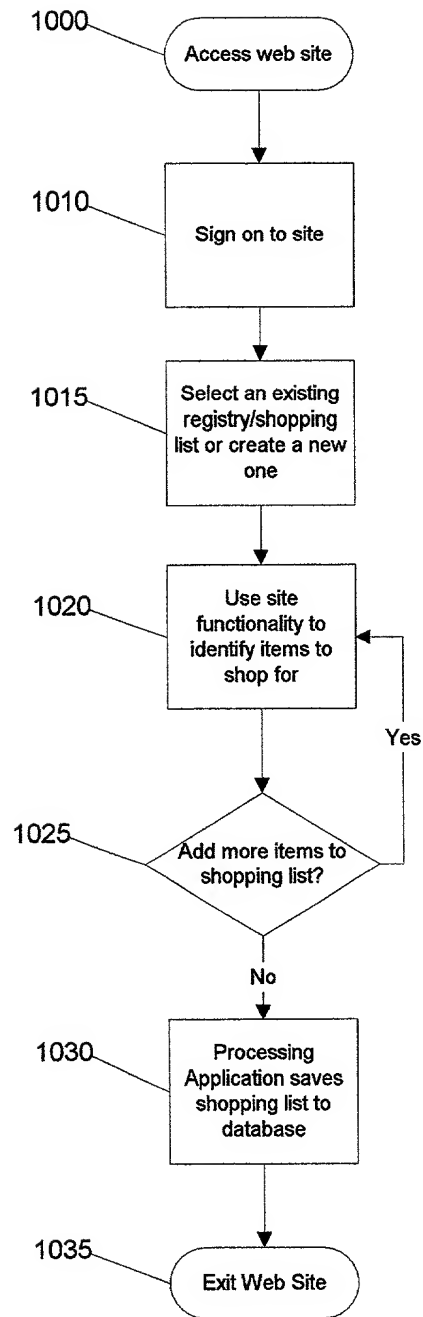 1000
Access web site
1010
Sign on to site
1015
Select an existing
registry/shopping
list or create a new
one
1020
Use site
functionality to
identify items to
shop for
Yes
1025
Add more items to
shopping list?
No
1030
Processing
Application saves
shopping list to
database
1035
Exit Web Site